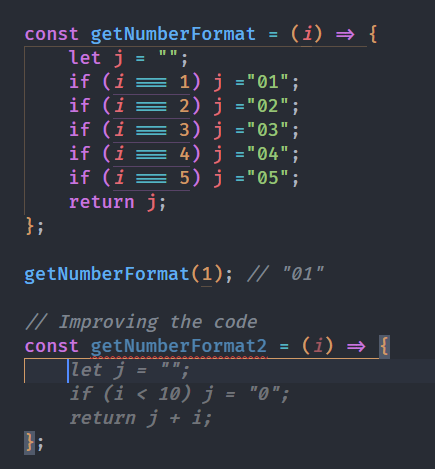 const getNumberFormat = (i) => {
let j = "";
if (i === 1) j ="01";
if (i === 2) j ="02";
if (i === 3) j ="03";
if (i === 4) j ="04";
if (i === 5) j ="05";
return j;
};
getNumberFormat(1); // "01"
// Improving the code
const getNumberFormat2 = (i) => {
let j = "";
if (i < 10) j = "0";
return j + i;
};